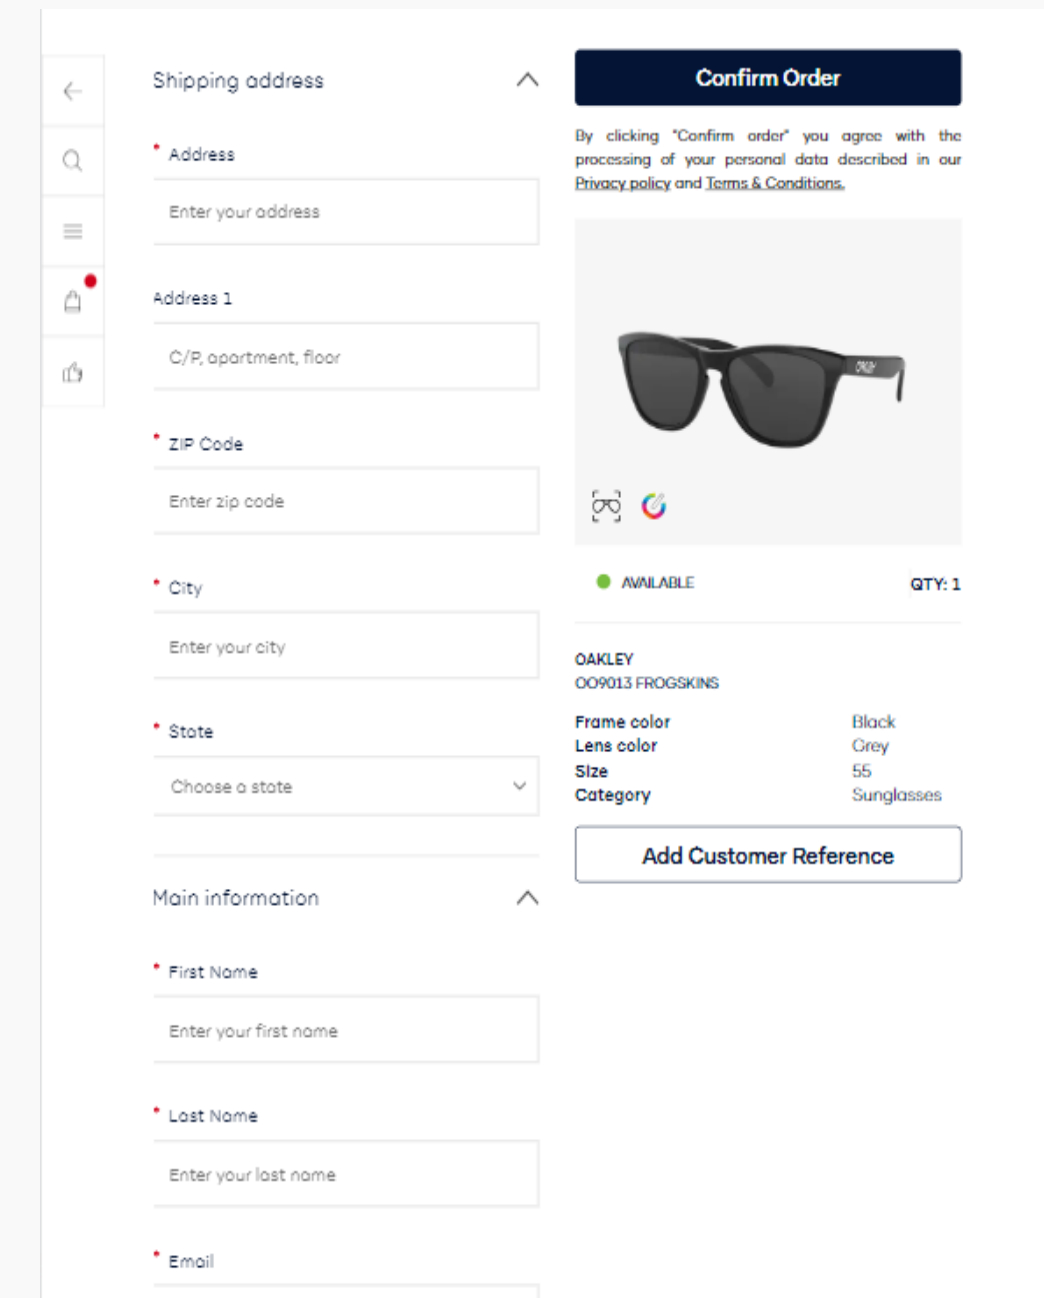 Shipping address
* Address
Enter your address
Address 1
C/P, apartment, floor
* ZIP Code
Enter zip code
* City
Enter your city
* State
Choose a state
Main information
* First Name
Enter your first name
* Last Name
Enter your last name
* Email
Confirm Order
By clicking "Confirm order" you agree with the
processing of your personal data described in our
Privacy policy and Terms & Conditions.
OAKLEY
AVAILABLE QTY: 1
OAKLEY
OO9013 FROGSKINS
Frame color Black
Lens color Grey
Size 55
Category Sunglasses
Add Customer Reference